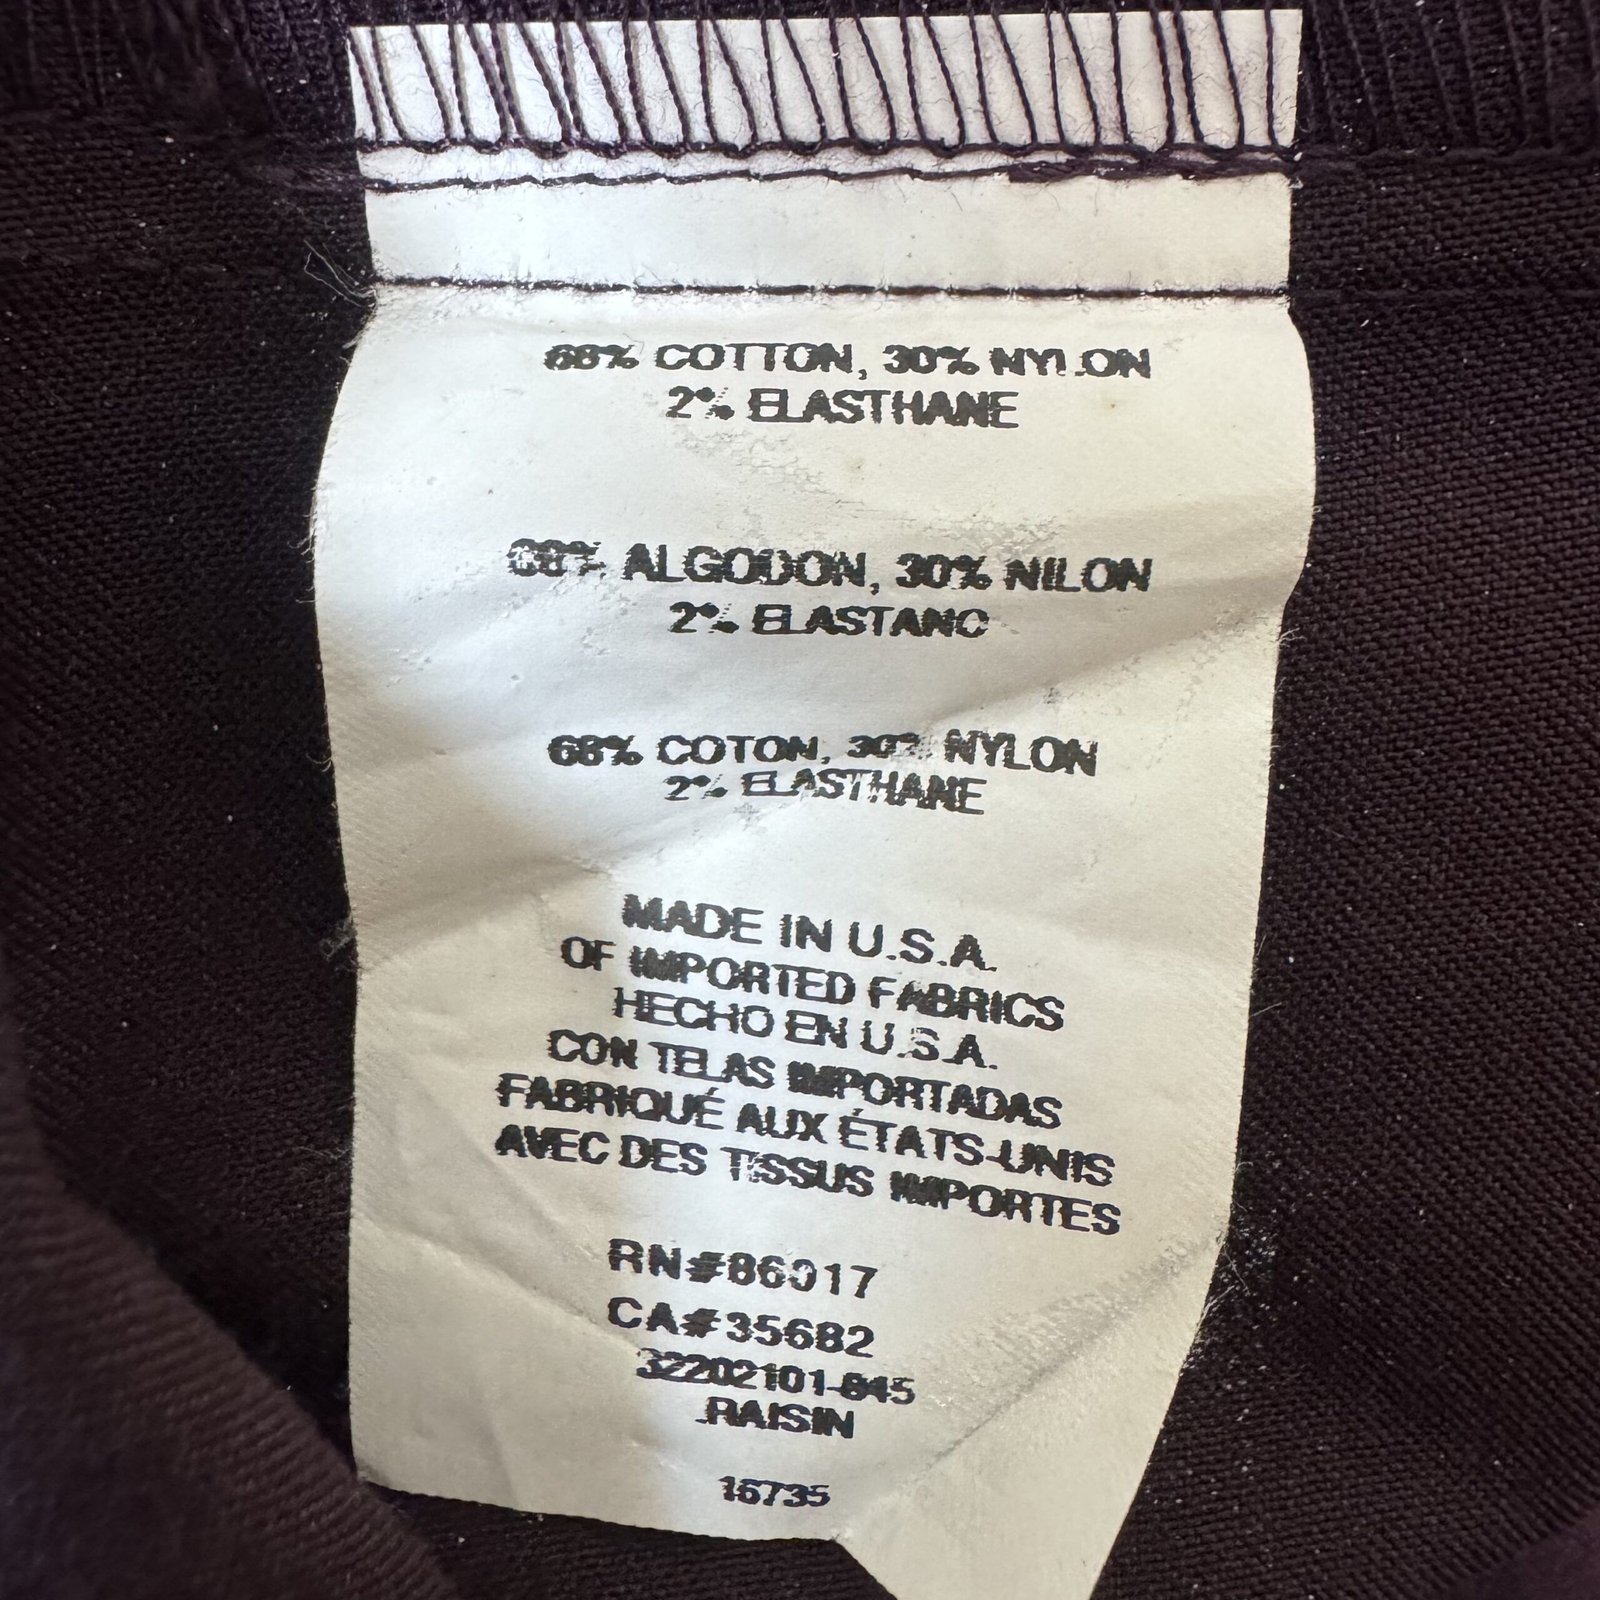 68% COTTON, 30% NYLON
2% ELASTHANE
68% ALGODON, 30% NILON
2% ELASTANO
68% COTON, 30% NYLON
2% ELASTHANE
MADE IN U.S.A.
OF IMPORTED FABRICS
HECHO EN U.S.A.
CON TELAS IMPORTADAS
FABRIQUÉ AUX ÉTATS-UNIS
AVEC DES TISSUS IMPORTES
RN#86017
CA#35682
32202101-645
RAISIN
16735